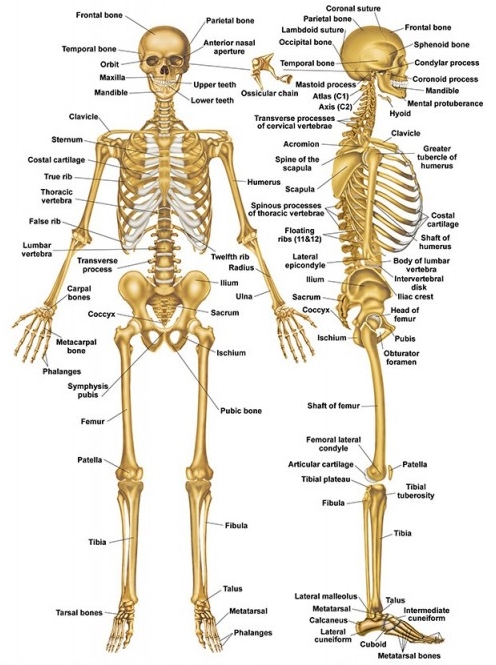 Frontal bone
Parietal bone
Temporal bone
Anterior nasal
aperture
Orbit
Maxilla
Mandible
Upper teeth
Lower teeth
Ossicular chain
Clavicle
Sternum
Costal cartilage
True rib
Thoracic
vertebra
False rib
Lumbar
vertebra
Transverse
process
Humerus
Twelfth rib
Radius
Ulna
Ilium
Sacrum
Carpal
bones
Coccyx
Metacarpal
bone
Phalanges
Ischium
Symphysis
pubis
Pubic bone
Femur
Patella
Fibula
Tibia
Talus
Tarsal bones
Metatarsal
Phalanges
Coronal suture
Parietal bone
Lambdoid suture
Occipital bone
Frontal bone
Sphenoid bone
Temporal bone
Condylar process
Mastoid process
Coronoid process
Atlas (C1)
Mandible
Axis (C2)
Mental protuberance
Hyoid
Transverse processes
of cervical vertebrae
Clavicle
Acromion
Greater
tubercle of
humerus
Spine of the
scapula
Scapula
Spinous processes
of thoracic vertebrae
Costal
cartilage
Floating
ribs (11&12)
Shaft of
humerus
Lateral
epicondyle
Body of lumbar
vertebra
Ilium
Intervertebral
disk
Sacrum
Iliac crest
Coccyx
Head of
femur
Ischium
Pubis
Obturator
foramen
Shaft of femur
Femoral lateral
condyle
Articular cartilage
Patella
Tibial plateau
Tibial
tuberosity
Fibula
Tibia
Lateral malleolus
Talus
Metatarsal
Intermediate
cuneiform
Calcaneus
Lateral
cuneiform
Cuboid
Metatarsal bones